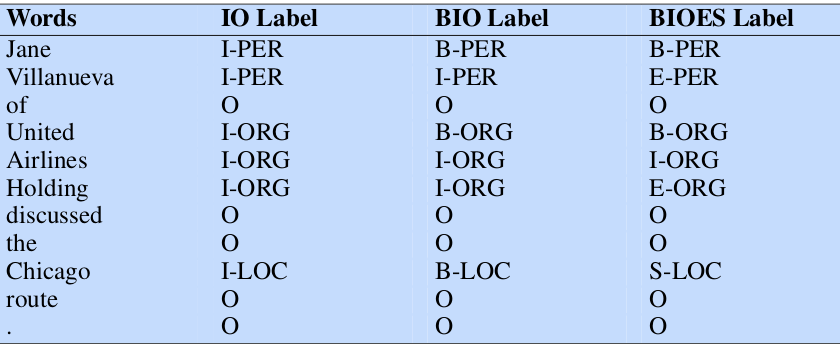 Words IO Label BIO Label BIOES Label
Jane I-PER B-PER B-PER
Villanueva I-PER I-PER E-PER
of O O O
United I-ORG B-ORG B-ORG
Airlines I-ORG I-ORG I-ORG
Holding I-ORG I-ORG E-ORG
discussed O O O
the O O O
Chicago I-LOC B-LOC S-LOC
route O O O
. O O O